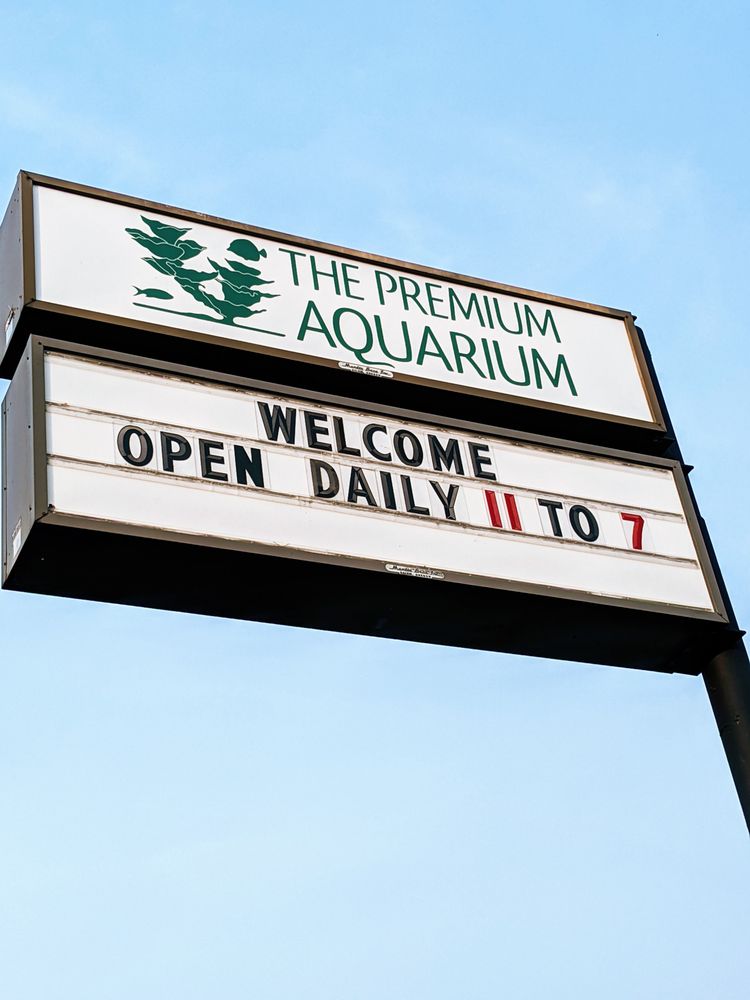 THE PREMIUM
AQUARIUM
WELCOME
OPEN DAILY 11 TO 7